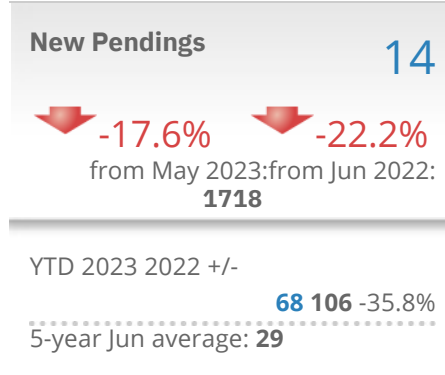 New Pendings
14
-17.6% -22.2%
from May 2023:from Jun 2022:
1718
YTD 2023 2022 +/-
68 106 -35.8%
5-year Jun average: 29